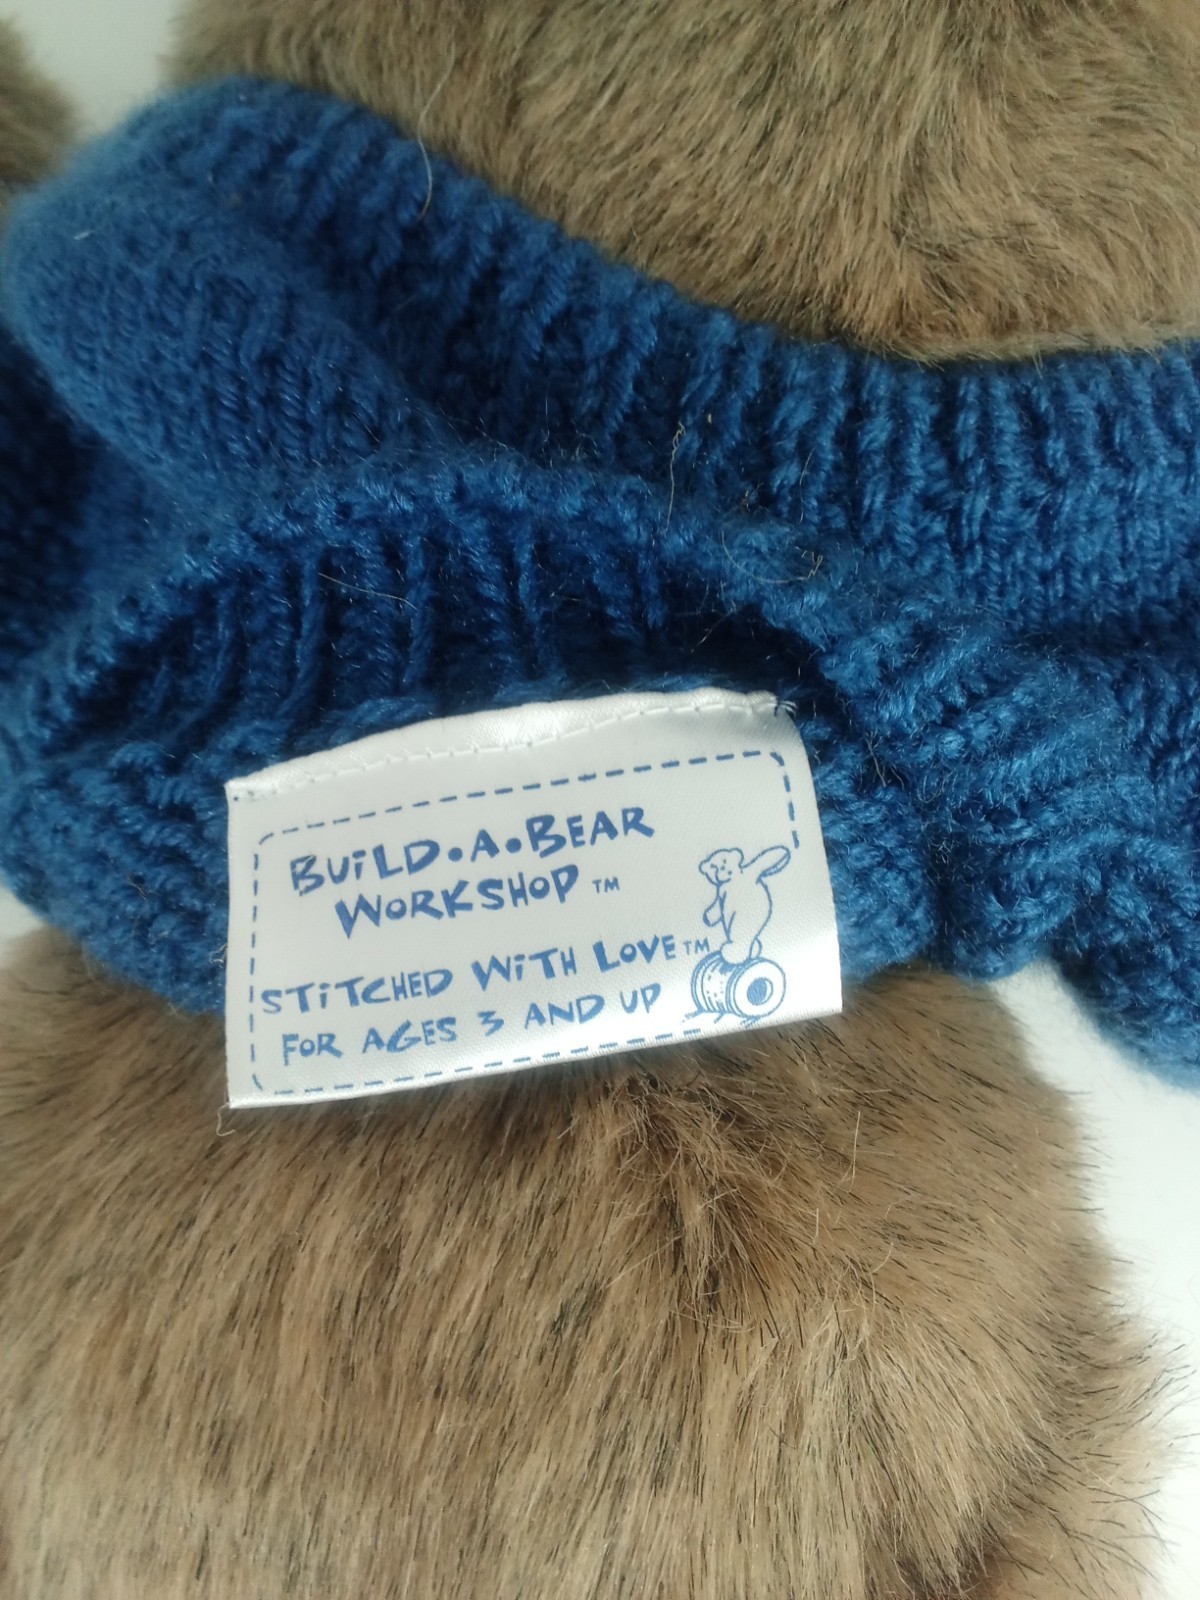 BUiLD•A•BEAR
WORKSHOP™
STiTCHED WiTH LOVE™
FOR AGES 3 AND UP